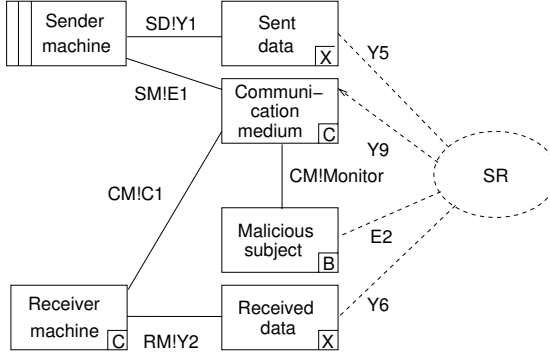 Sender
machine
SD!Y1
Sent
data
X
Y5
SM!E1
Communi-
cation
medium
C
Y9
SR
CM!C1
CM!Monitor
Malicious
subject
B
E2
Receiver
machine
C
RM!Y2
Received
data
X
Y6